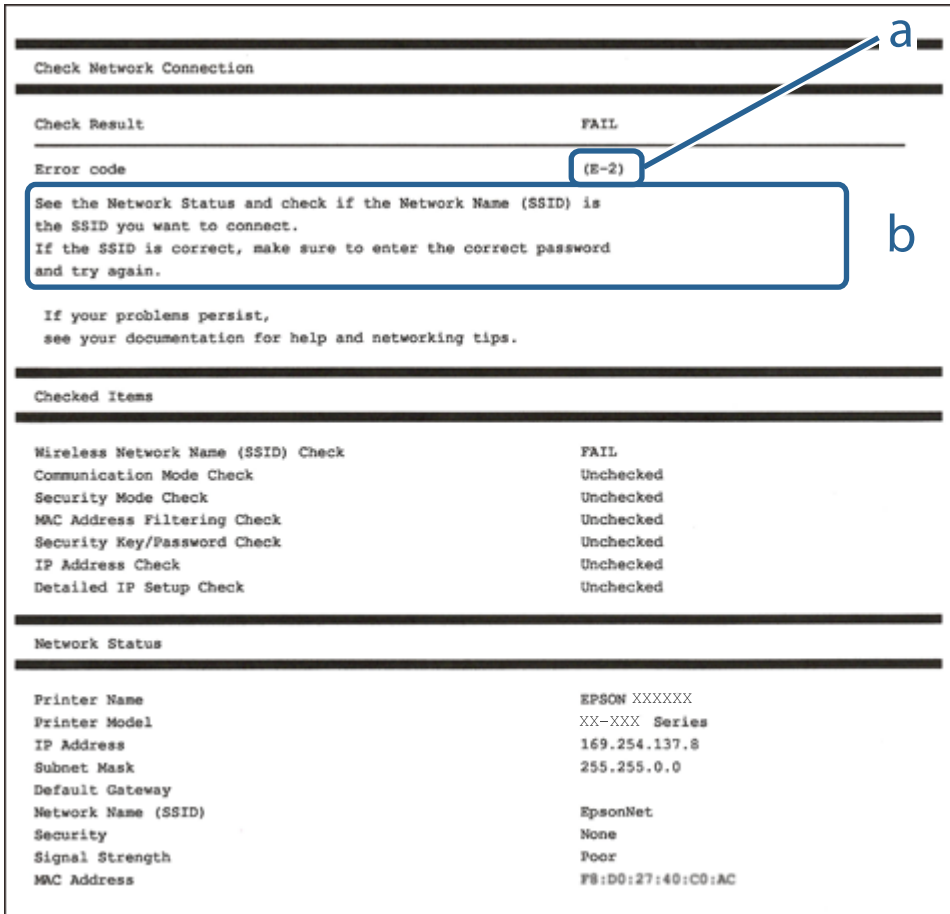 a
Check Network Connection
Check Result FAIL
Error code (E-2)
See the Network Status and check if the Network Name (SSID) is
the SSID you want to connect.
If the SSID is correct, make sure to enter the correct password
and try again.
b
If your problems persist,
see your documentation for help and networking tips.
Checked Items
Wireless Network Name (SSID) Check FAIL
Communication Mode Check Unchecked
Security Mode Check Unchecked
MAC Address Filtering Check Unchecked
Security Key/Password Check Unchecked
IP Address Check Unchecked
Detailed IP Setup Check Unchecked
Network Status
Printer Name EPSON XXXXXX
Printer Model XX-XXX Series
IP Address 169.254.137.8
Subnet Mask 255.255.0.0
Default Gateway
Network Name (SSID) EpsonNet
Security None
Signal Strength Poor
MAC Address F8:D0:27:40:C0:AC